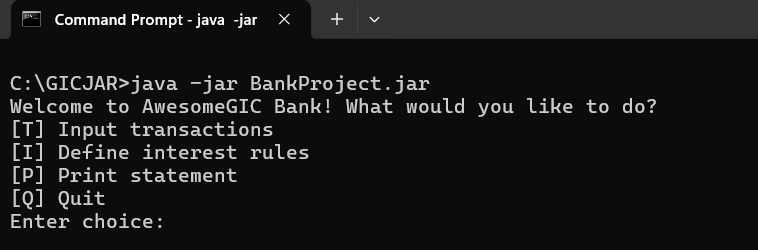 Command Prompt - java -jar
C:\GICJAR>java -jar BankProject.jar
Welcome to AwesomeGIC Bank! What would you like to do?
[T] Input transactions
[I] Define interest rules
[P] Print statement
[Q] Quit
Enter choice: